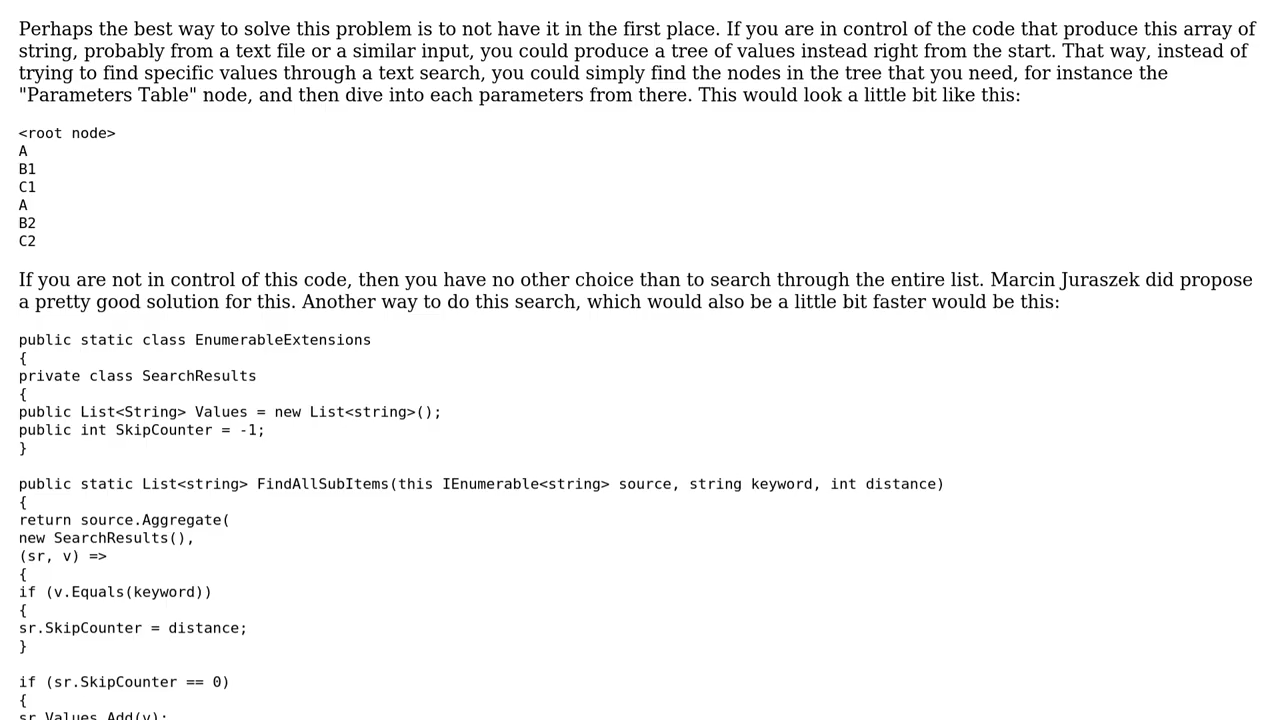 Perhaps the best way to solve this problem is to not have it in the first place. If you are in control of the code that produce this array of
string, probably from a text file or a similar input, you could produce a tree of values instead right from the start. That way, instead of
trying to find specific values through a text search, you could simply find the nodes in the tree that you need, for instance the
"Parameters Table" node, and then dive into each parameters from there. This would look a little bit like this:
<root node>
A
B1
C1
A
B2
C2
If you are not in control of this code, then you have no other choice than to search through the entire list. Marcin Juraszek did propose
a pretty good solution for this. Another way to do this search, which would also be a little bit faster would be this:
public static class EnumerableExtensions
{
private class SearchResults
{
public List<String> Values = new List<string>();
public int SkipCounter = -1;
}
public static List<string> FindAllSubItems(this IEnumerable<string> source, string keyword, int distance)
{
return source.Aggregate(
new SearchResults(),
(sr, v) =>
{
if (v.Equals(keyword))
{
sr.SkipCounter = distance;
}
if (sr.SkipCounter == 0)
{
sr.Values.Add(v);